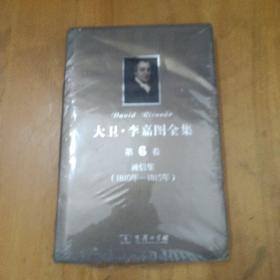 David Ricardo
大卫·李嘉图全集
第 6 卷
通信集
(1810年—1815年)
商务印书馆